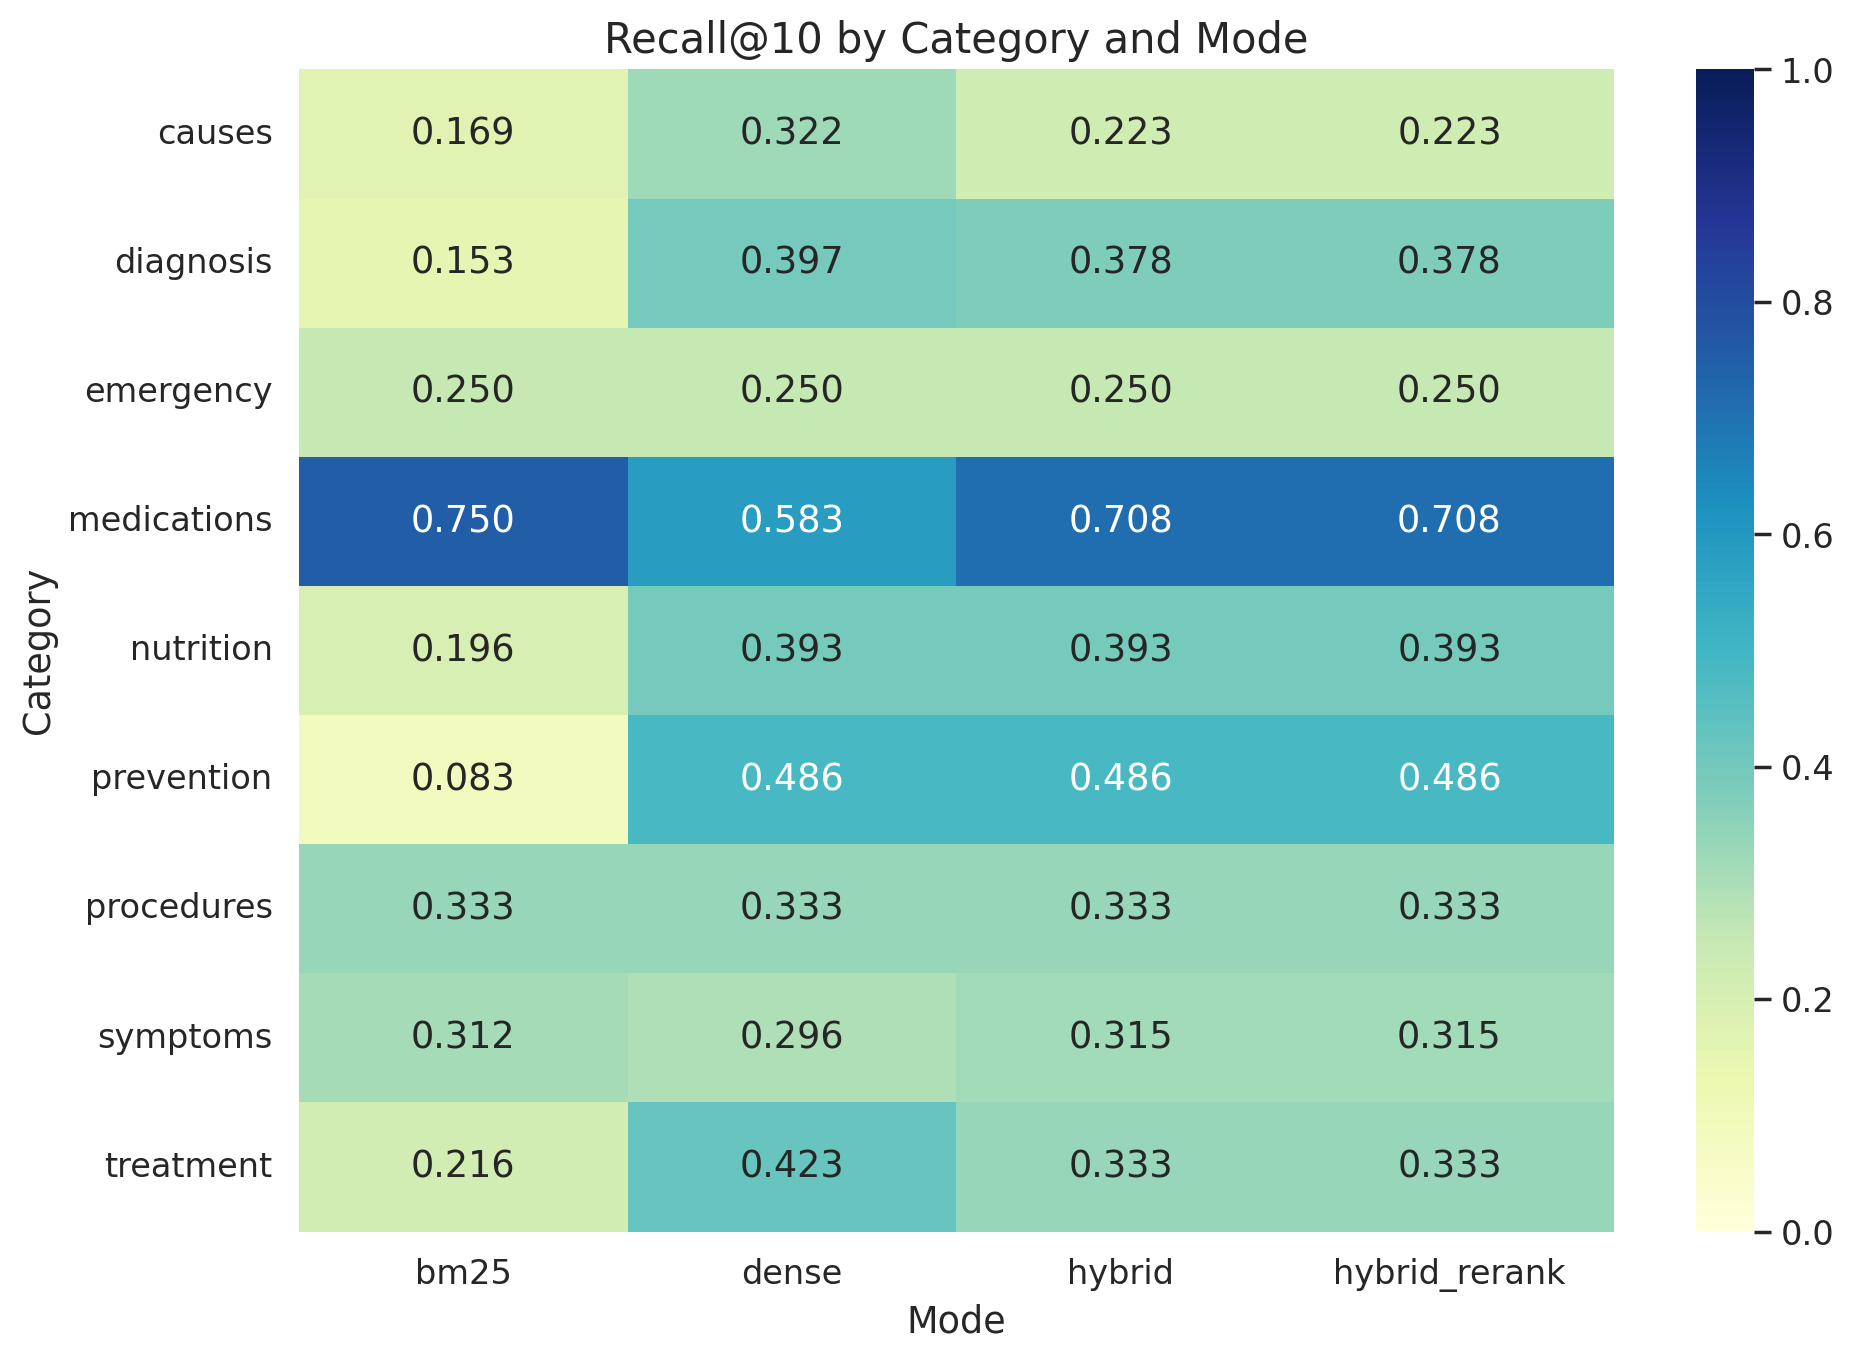 Recall@10 by Category and Mode
causes 0.169 0.322 0.223 0.223
diagnosis 0.153 0.397 0.378 0.378
emergency 0.250 0.250 0.250 0.250
medications 0.750 0.583 0.708 0.708
nutrition 0.196 0.393 0.393 0.393
prevention 0.083 0.486 0.486 0.486
procedures 0.333 0.333 0.333 0.333
symptoms 0.312 0.296 0.315 0.315
treatment 0.216 0.423 0.333 0.333
bm25 dense hybrid hybrid_rerank
Mode
Category
1.0
0.8
0.6
0.4
0.2
0.0